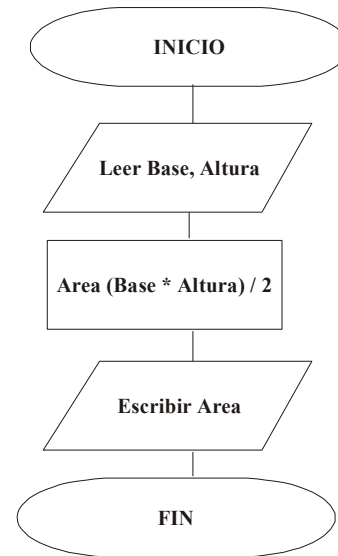 INICIO
Leer Base, Altura
Area (Base * Altura) / 2
Escribir Area
FIN